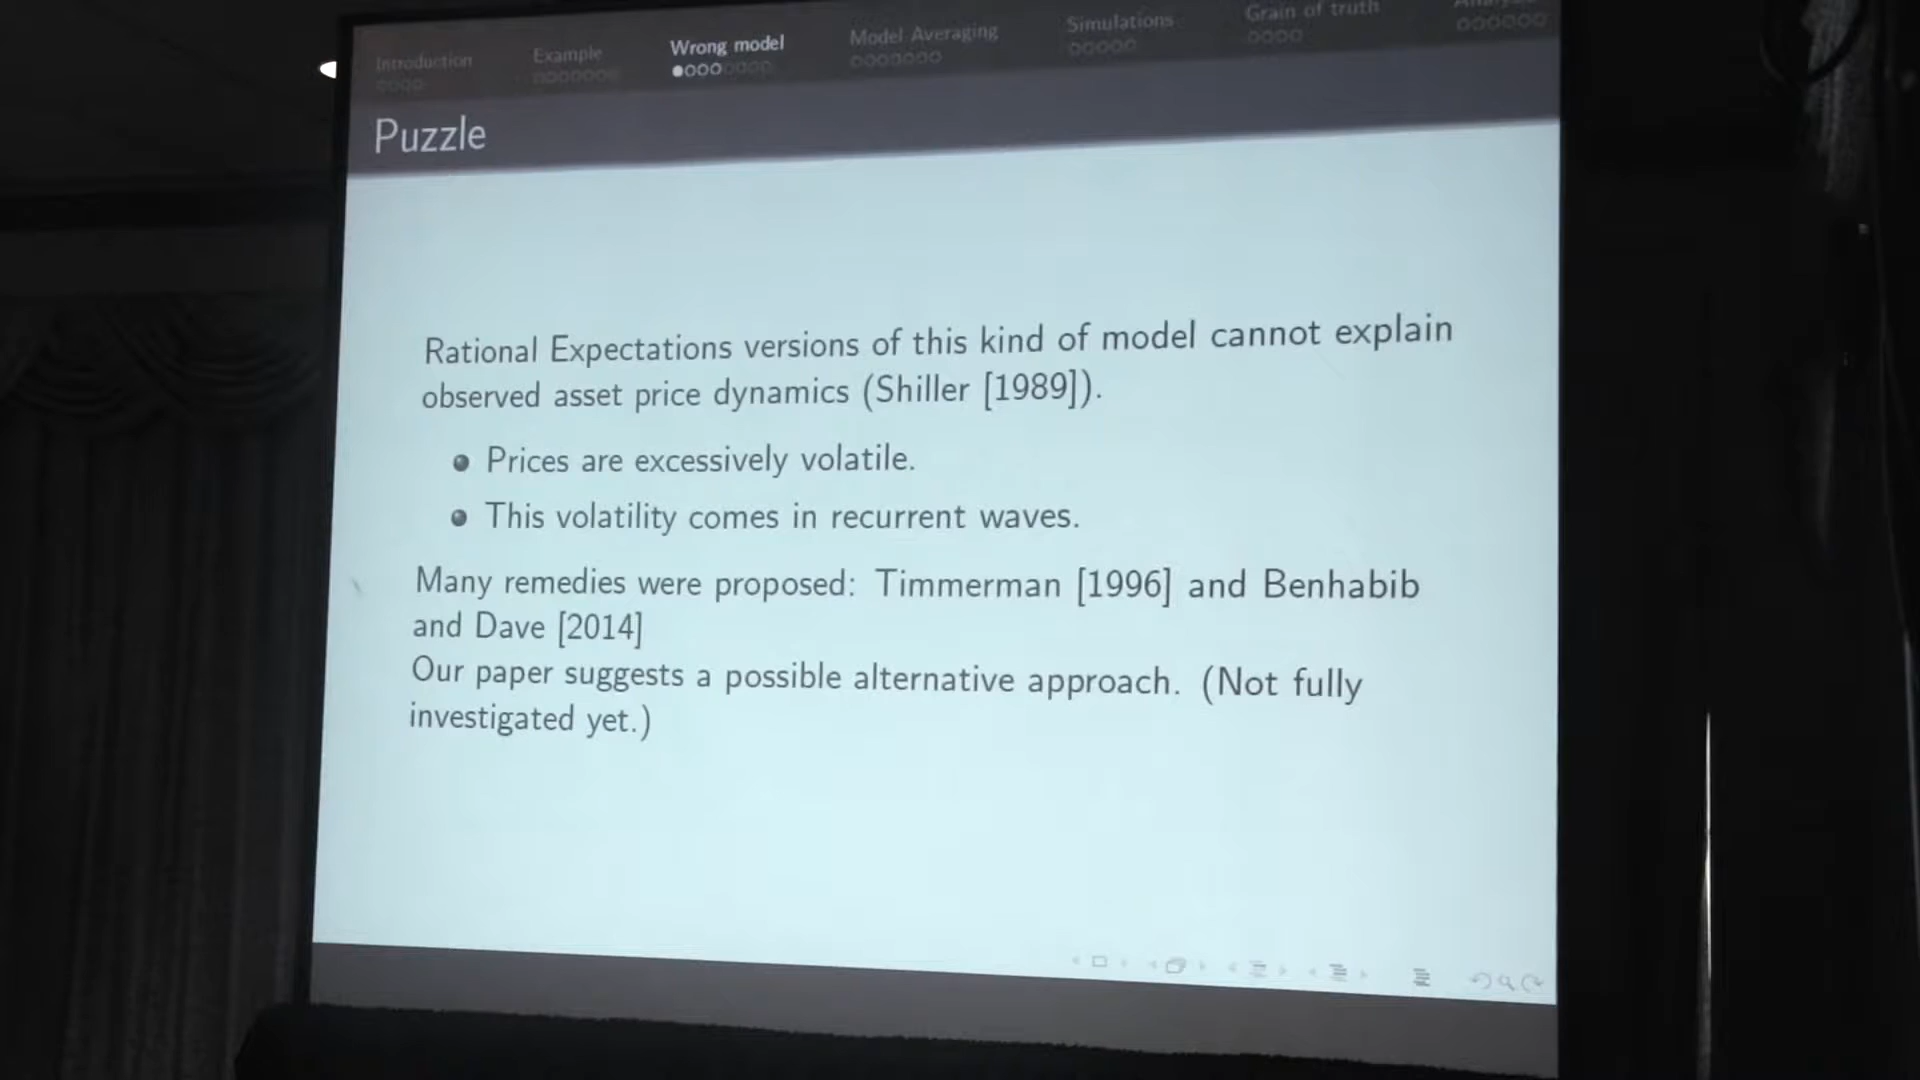 Introduction Example Wrong model Model Averaging Simulations Grain of truth
Puzzle
Rational Expectations versions of this kind of model cannot explain
observed asset price dynamics (Shiller [1989]).
Prices are excessively volatile.
This volatility comes in recurrent waves.
Many remedies were proposed: Timmerman [1996] and Benhabib
and Dave [2014]
Our paper suggests a possible alternative approach. (Not fully
investigated yet.)